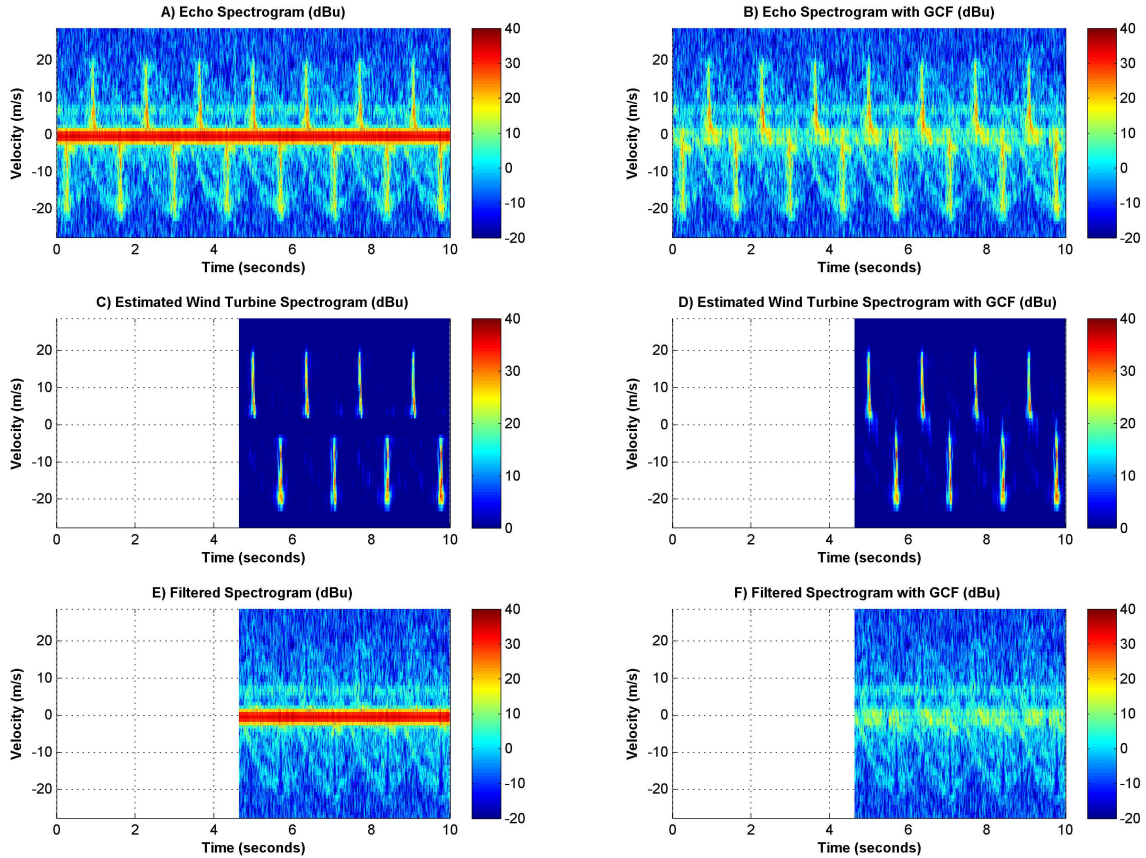 A) Echo Spectrogram (dBu)
Velocity (m/s)
20
10
0
-10
-20
0 2 4 6 8 10
Time (seconds)
40
30
20
10
0
-10
-20
B) Echo Spectrogram with GCF (dBu)
Velocity (m/s)
20
10
0
-10
-20
0 2 4 6 8 10
Time (seconds)
40
30
20
10
0
-10
-20
C) Estimated Wind Turbine Spectrogram (dBu)
Velocity (m/s)
20
10
0
-10
-20
0 2 4 6 8 10
Time (seconds)
40
30
20
10
0
D) Estimated Wind Turbine Spectrogram with GCF (dBu)
Velocity (m/s)
20
10
0
-10
-20
0 2 4 6 8 10
Time (seconds)
40
30
20
10
0
E) Filtered Spectrogram (dBu)
Velocity (m/s)
20
10
0
-10
-20
0 2 4 6 8 10
Time (seconds)
40
30
20
10
0
-10
-20
F) Filtered Spectrogram with GCF (dBu)
Velocity (m/s)
20
10
0
-10
-20
0 2 4 6 8 10
Time (seconds)
40
30
20
10
0
-10
-20